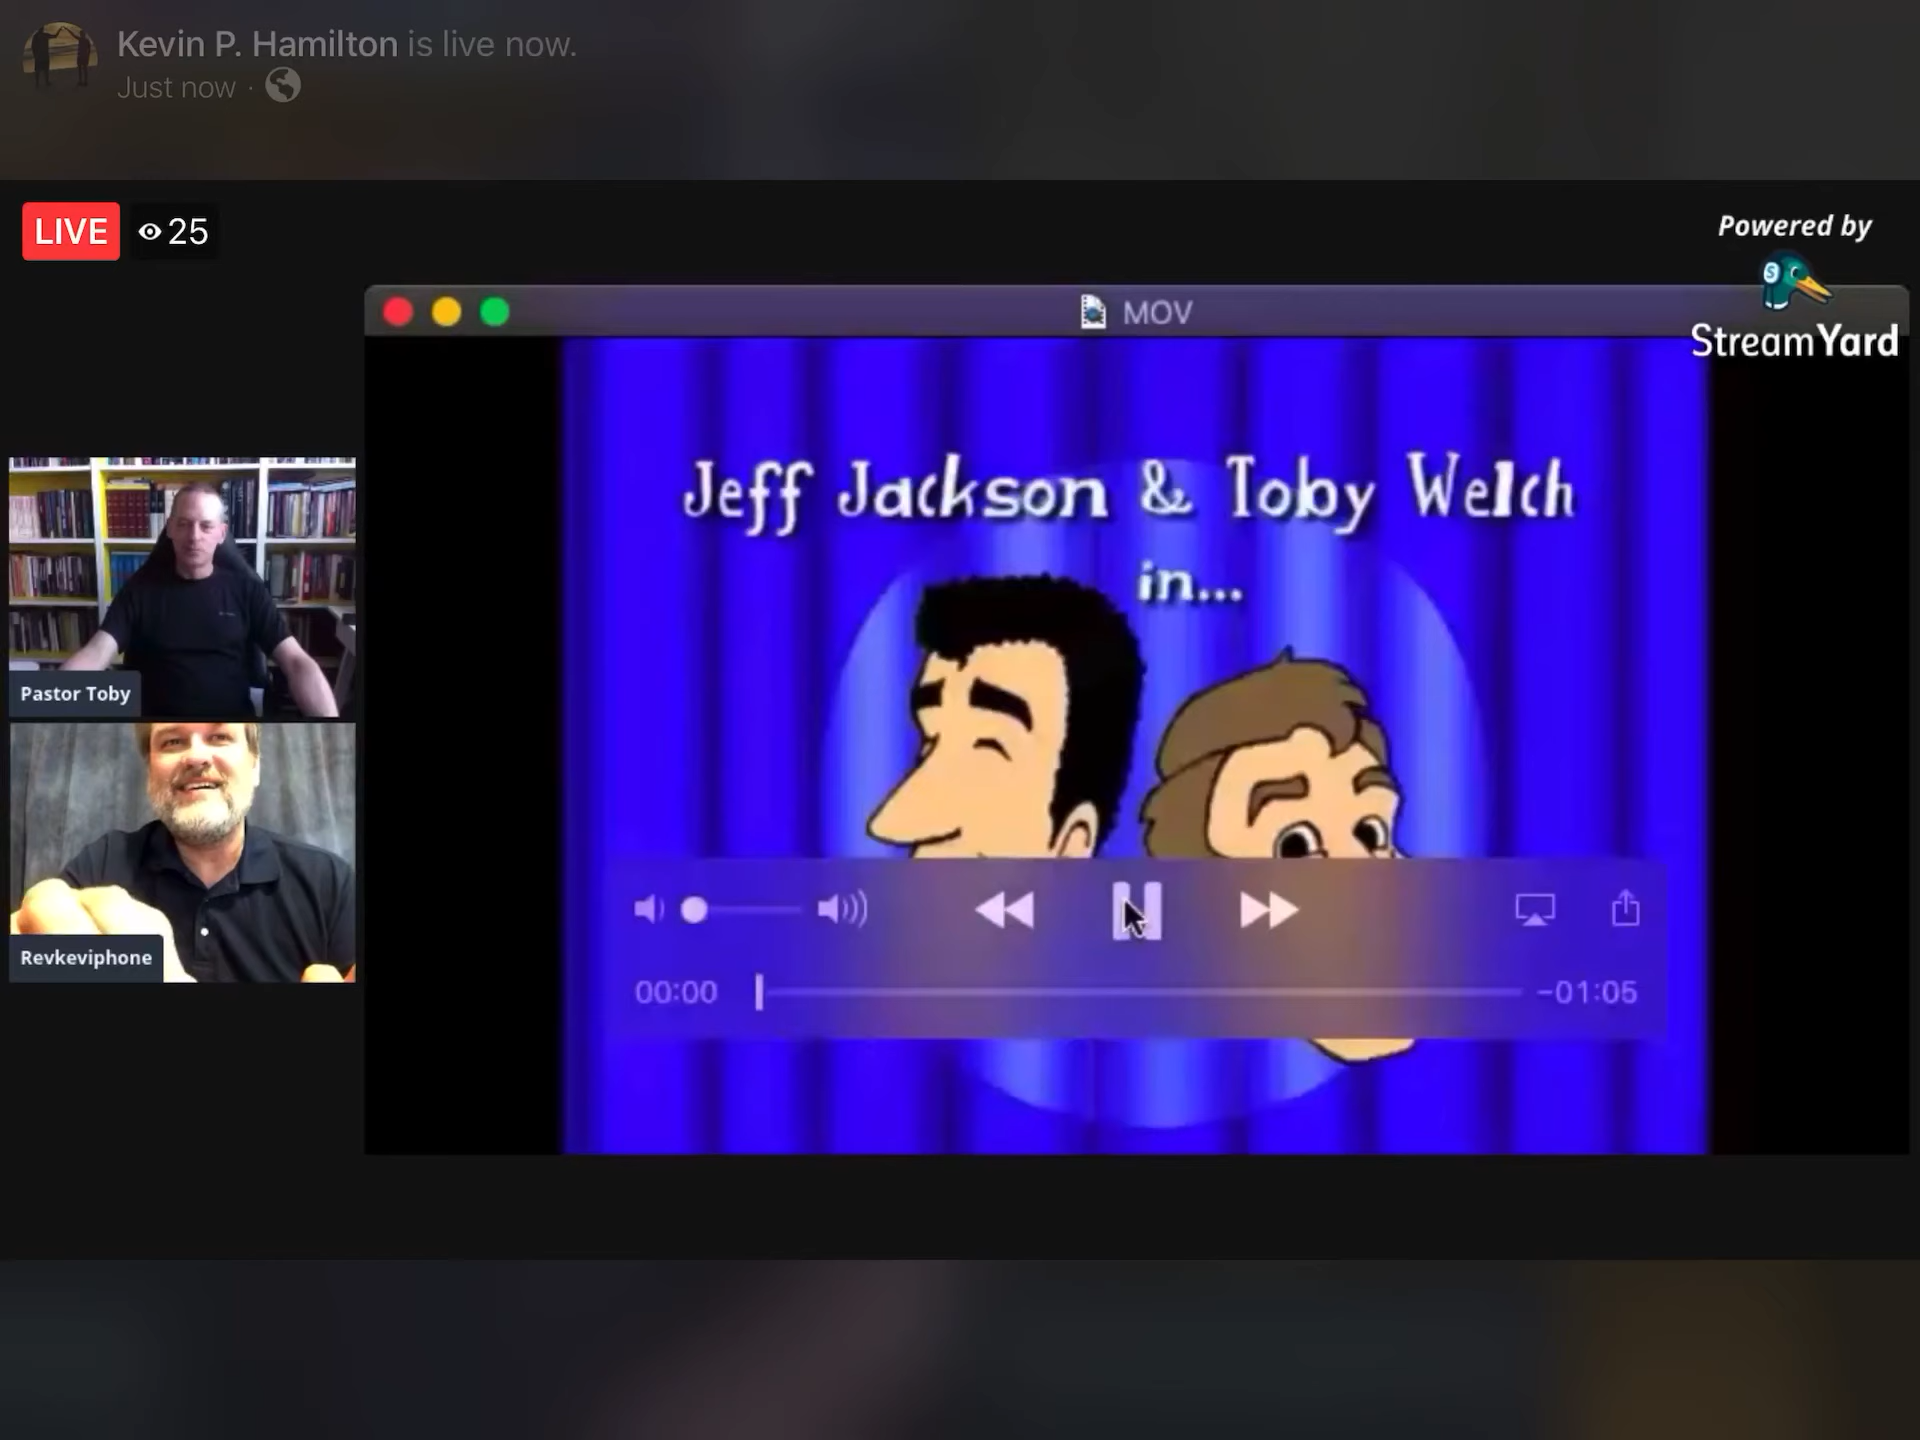 Kevin P. Hamilton is live now.
Just now ·
LIVE 25
Powered by
StreamYard
MOV
Jeff Jackson & Toby Welch
in...
Pastor Toby
Revkeviphone
00:00
-01:05